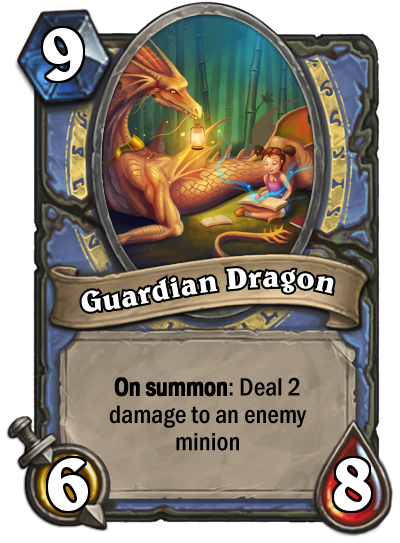 9
Guardian Dragon
On summon: Deal 2
damage to an enemy
minion
6
8